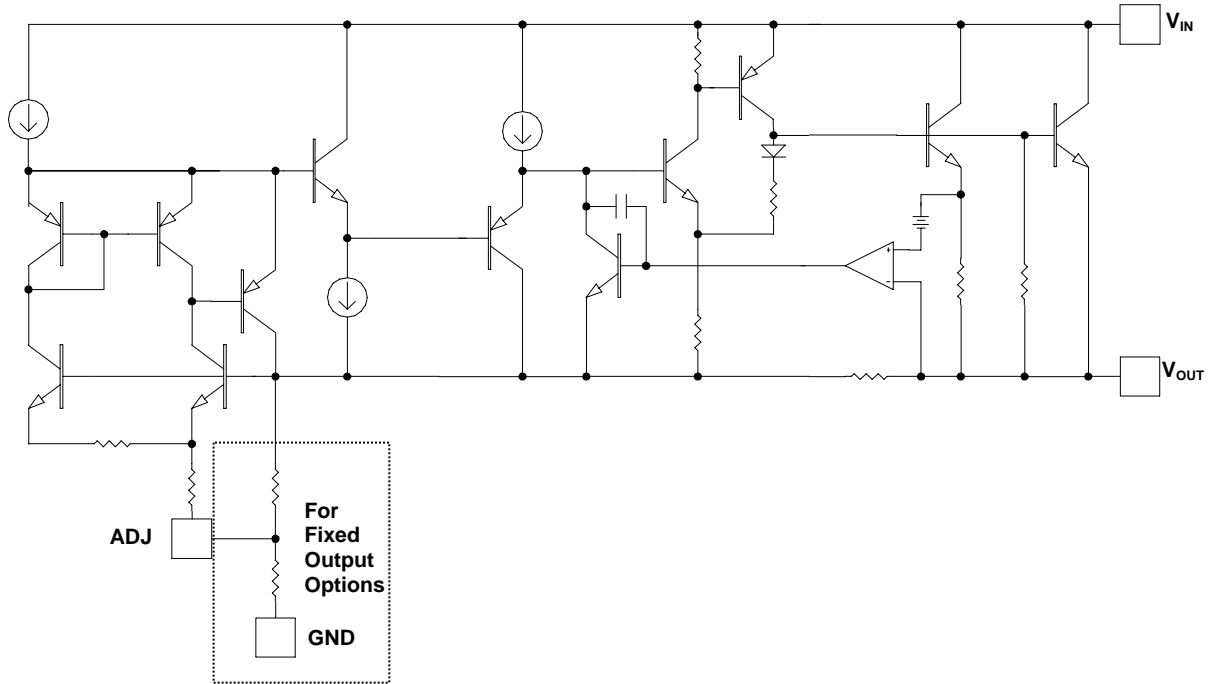 VIN
+
-
VOUT
ADJ
For
Fixed
Output
Options
GND